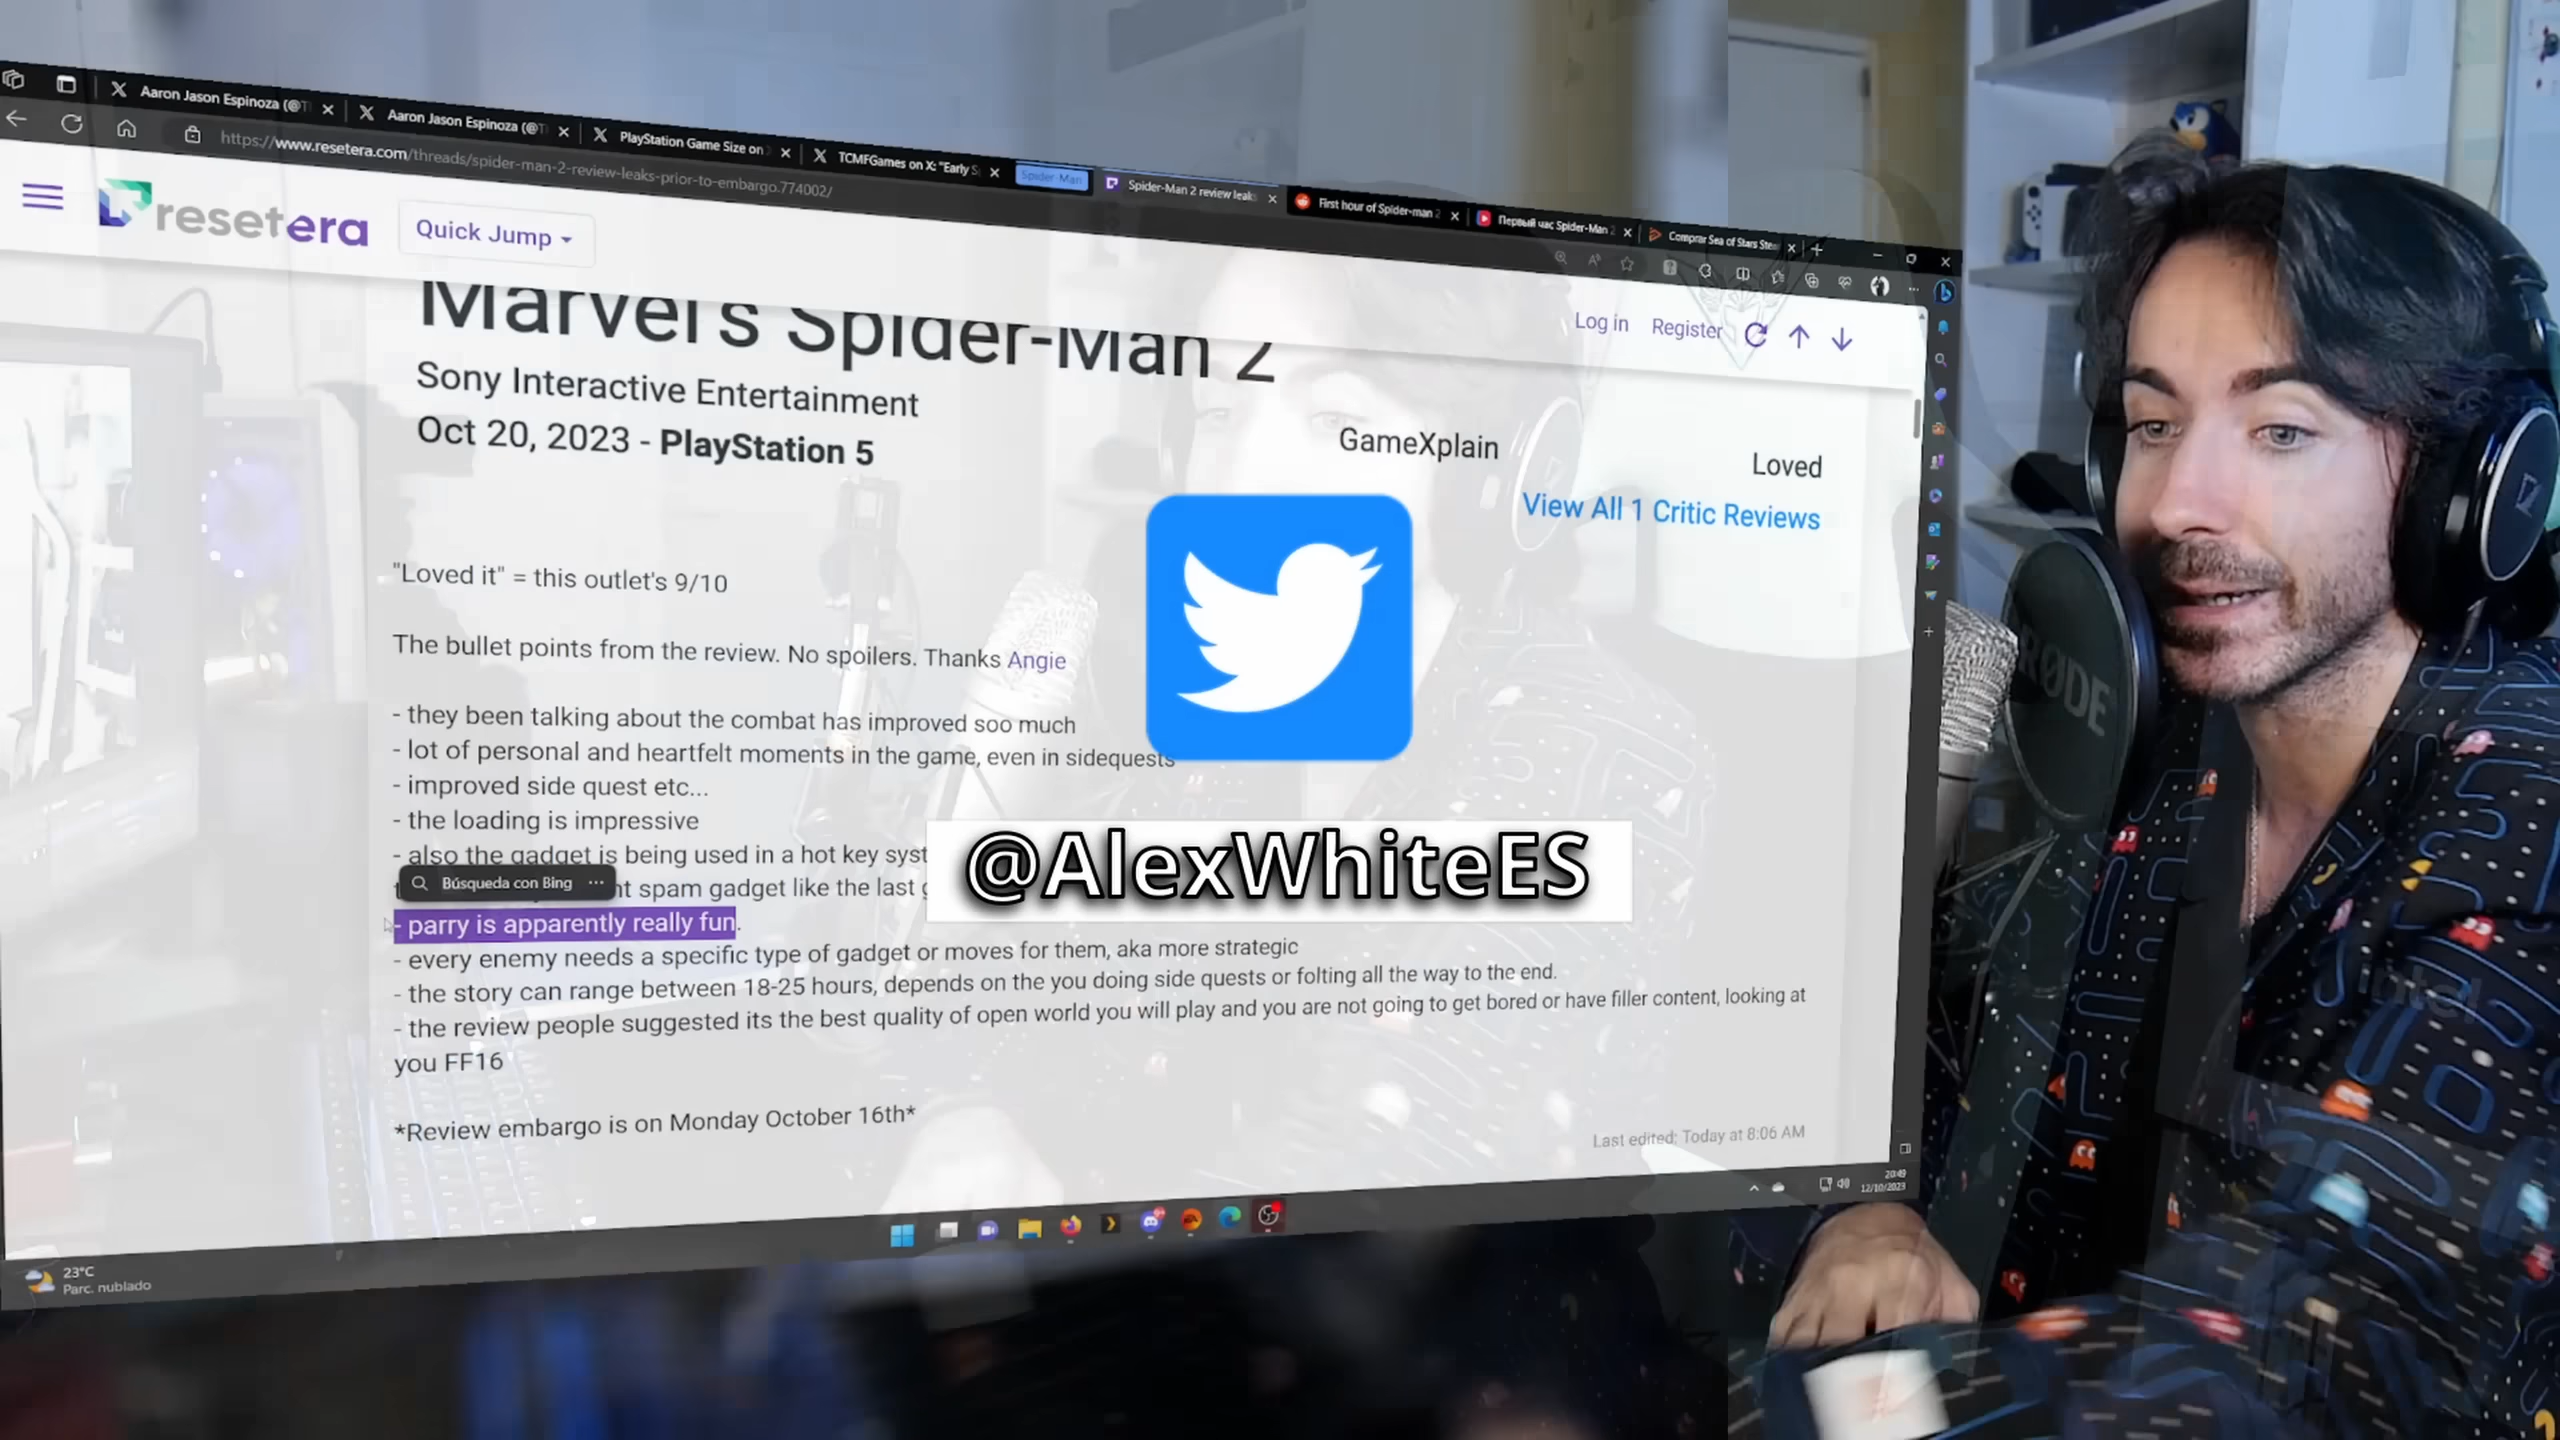 Aaron Jason Espinoza (@T
Aaron Jason Espinoza (@T
PlayStation Game Size on
TCMFGames on X: "Early S
Spider-Man
Spider-Man 2 review leak
First hour of Spider-man 2
Первый час Spider-Man 2
Comprar Sea of Stars Ste
https://www.resetera.com/threads/spider-man-2-review-leaks-prior-to-embargo.774002/
resetera
Quick Jump
Log in
Register
Marvel's Spider-Man 2
Sony Interactive Entertainment
Oct 20, 2023 - PlayStation 5
GameXplain
Loved
View All 1 Critic Reviews
"Loved it" = this outlet's 9/10
The bullet points from the review. No spoilers. Thanks Angie
- they been talking about the combat has improved soo much
- lot of personal and heartfelt moments in the game, even in sidequests
- improved side quest etc...
- the loading is impressive
- also the gadget is being used in a hot key syst
Búsqueda con Bing
spam gadget like the last
@AlexWhiteES
- parry is apparently really fun.
- every enemy needs a specific type of gadget or moves for them, aka more strategic
- the story can range between 18-25 hours, depends on the you doing side quests or folting all the way to the end.
- the review people suggested its the best quality of open world you will play and you are not going to get bored or have filler content, looking at
you FF16
*Review embargo is on Monday October 16th*
Last edited: Today at 8:06 AM
20:49
12/10/2023
23°C
Parc. nublado
RØDE
intel